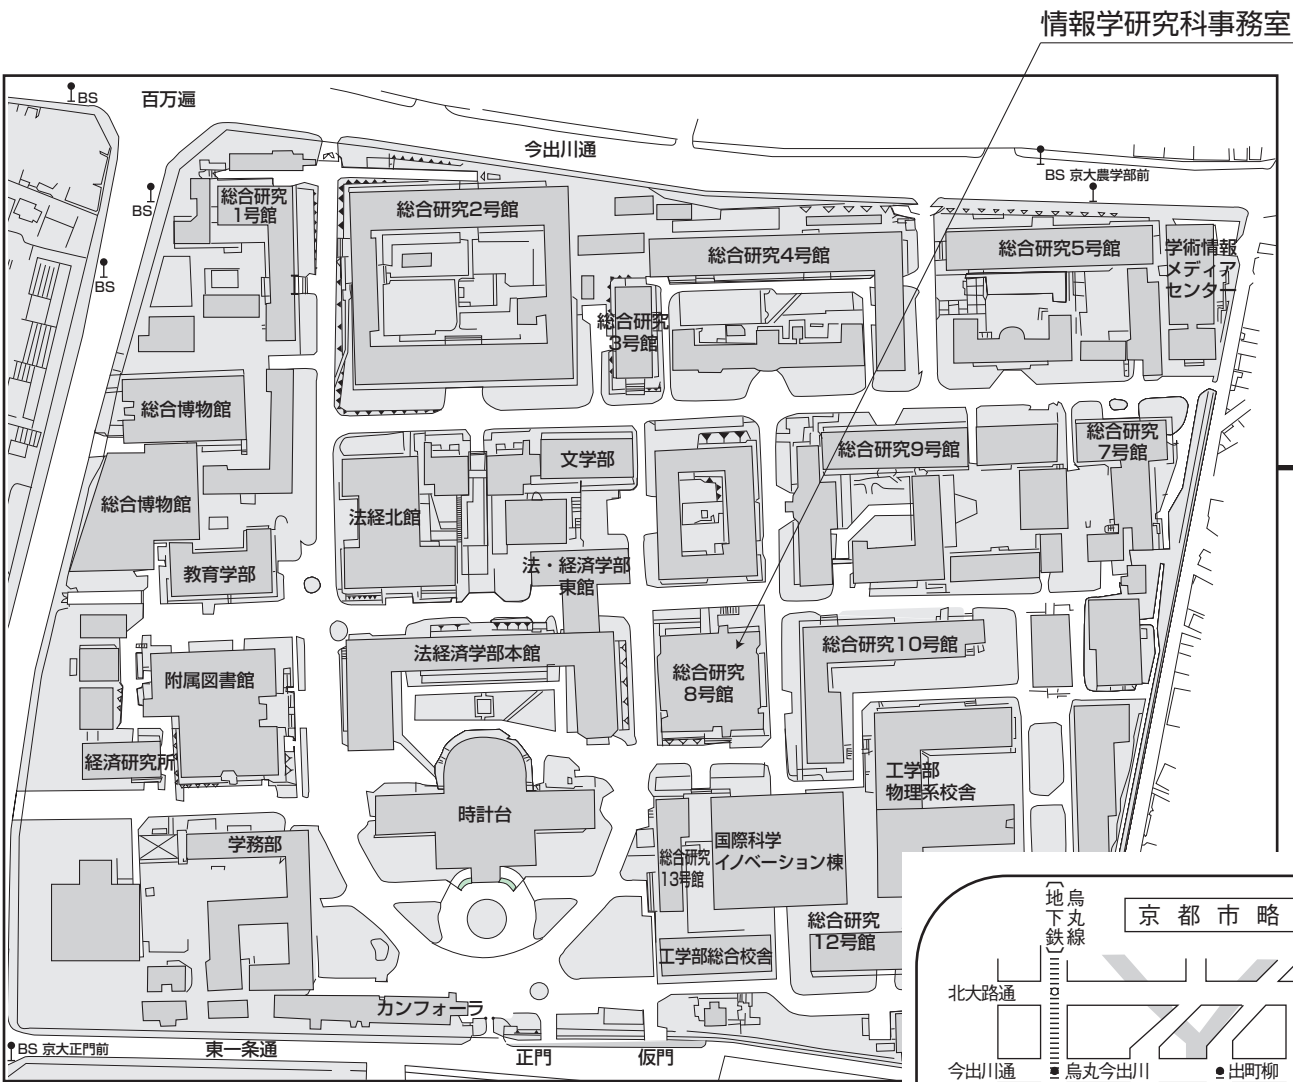 情報学研究科事務室
BS
百万遍
今出川通
BS 京大農学部前
BS
BS
総合研究
1号館
総合研究2号館
総合研究4号館
総合研究5号館
学術情報
メディア
センター
総合研究
3号館
総合博物館
文学部
総合研究9号館
総合研究
7号館
総合博物館
法経北館
教育学部
法・経済学部
東館
附属図書館
法経済学部本館
総合研究
8号館
総合研究10号館
経済研究所
工学部
物理系校舎
時計台
学務部
総合研究
13号館
国際科学
イノベーション棟
総合研究
12号館
工学部総合校舎
カンフォーラ
BS 京大正門前
東一条通
正門
仮門
京都市略
地下鉄
烏丸線
北大路通
今出川通
烏丸今出川
出町柳